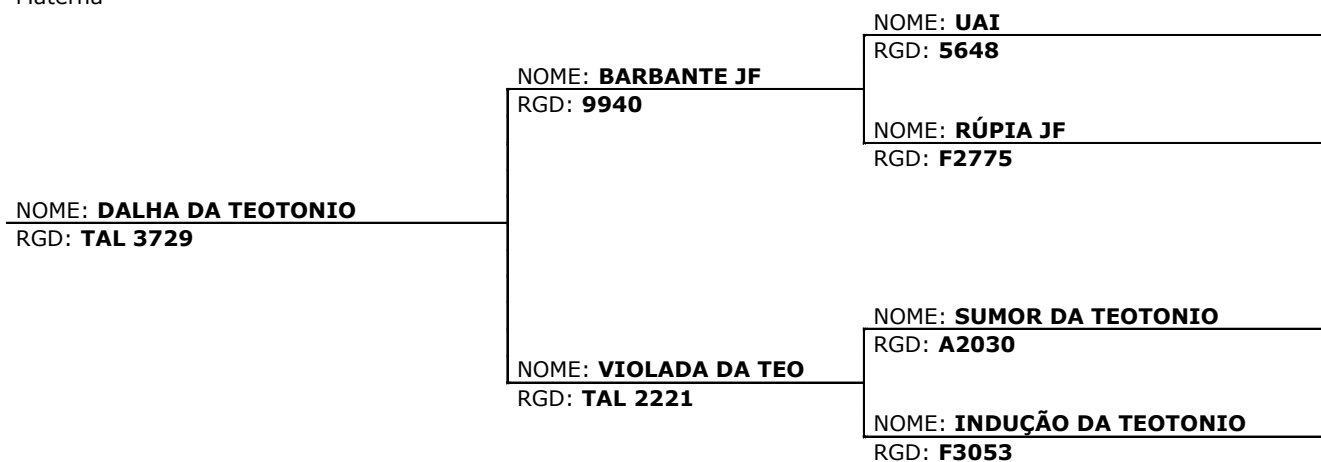 Materna
NOME: UAI
RGD: 5648
NOME: BARBANTE JF
RGD: 9940
NOME: RÚPIA JF
RGD: F2775
NOME: DALHA DA TEOTONIO
RGD: TAL 3729
NOME: SUMOR DA TEOTONIO
RGD: A2030
NOME: VIOLADA DA TEO
RGD: TAL 2221
NOME: INDUÇÃO DA TEOTONIO
RGD: F3053